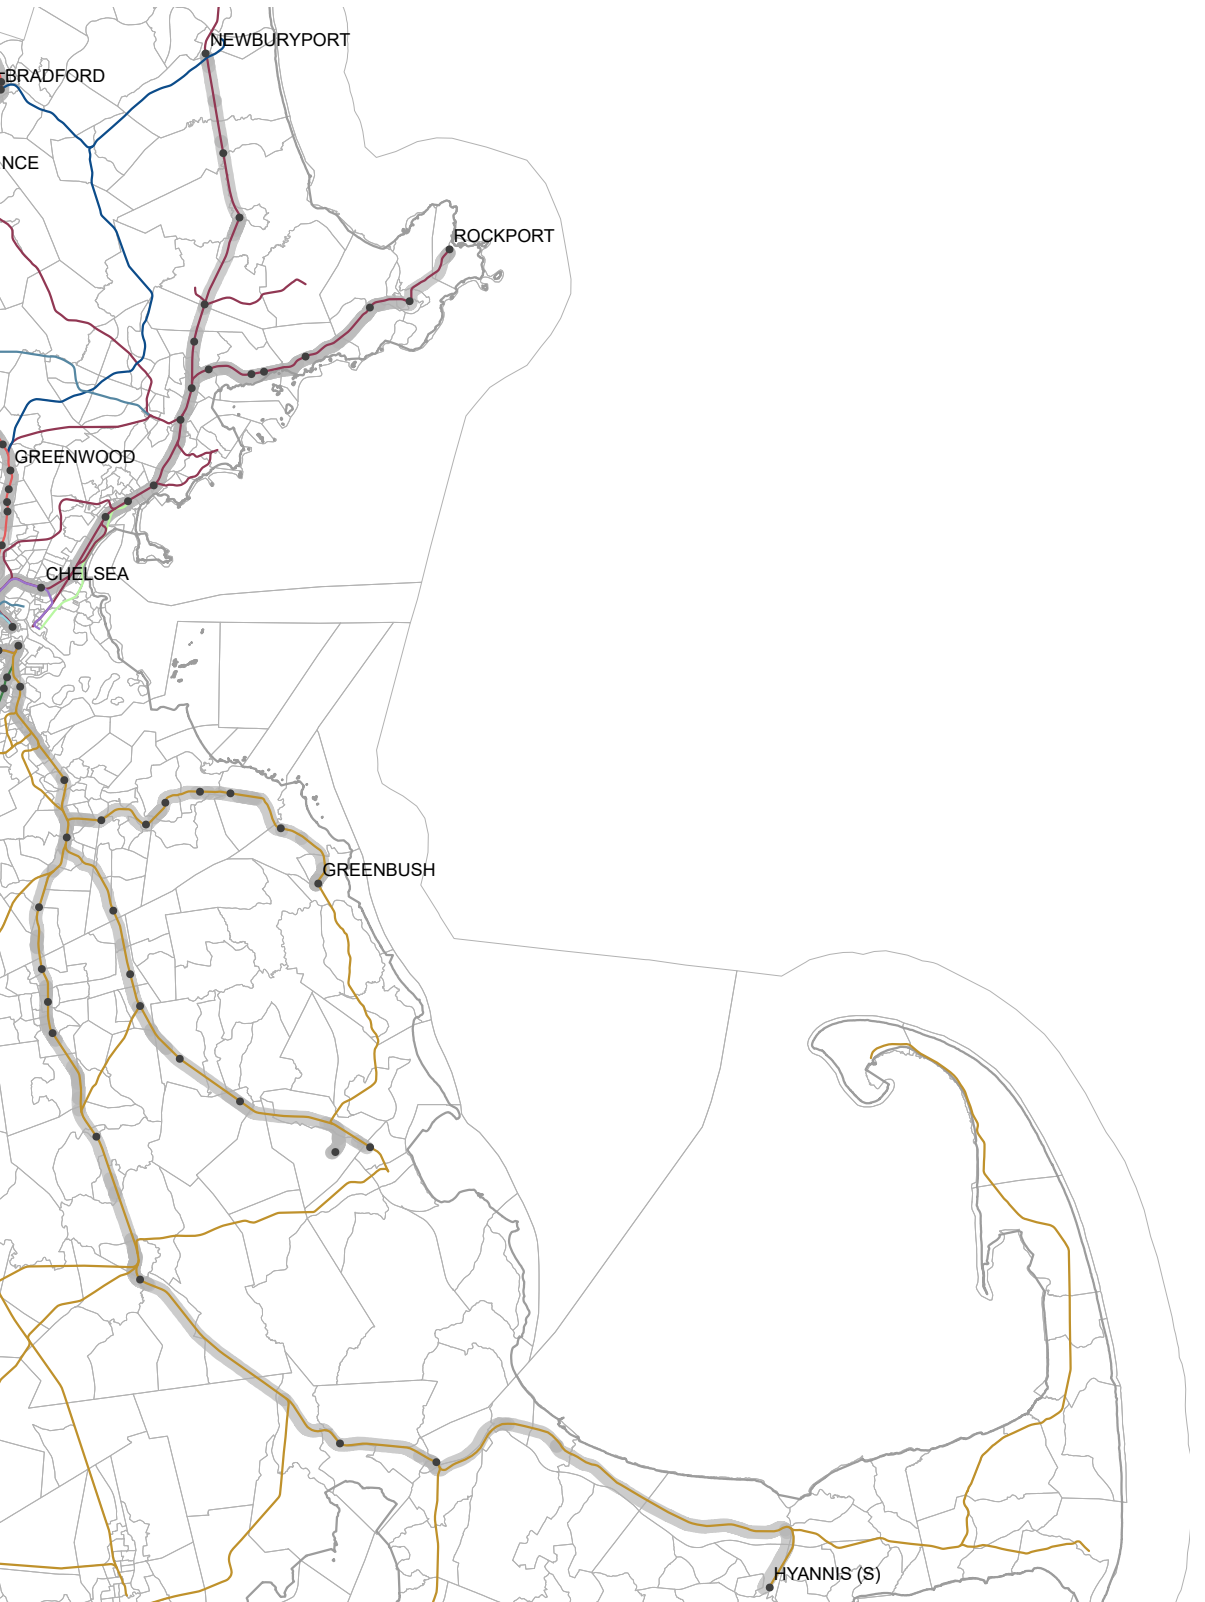 NEWBURYPORT
BRADFORD
NCE
ROCKPORT
GREENWOOD
CHELSEA
GREENBUSH
HYANNIS (S)